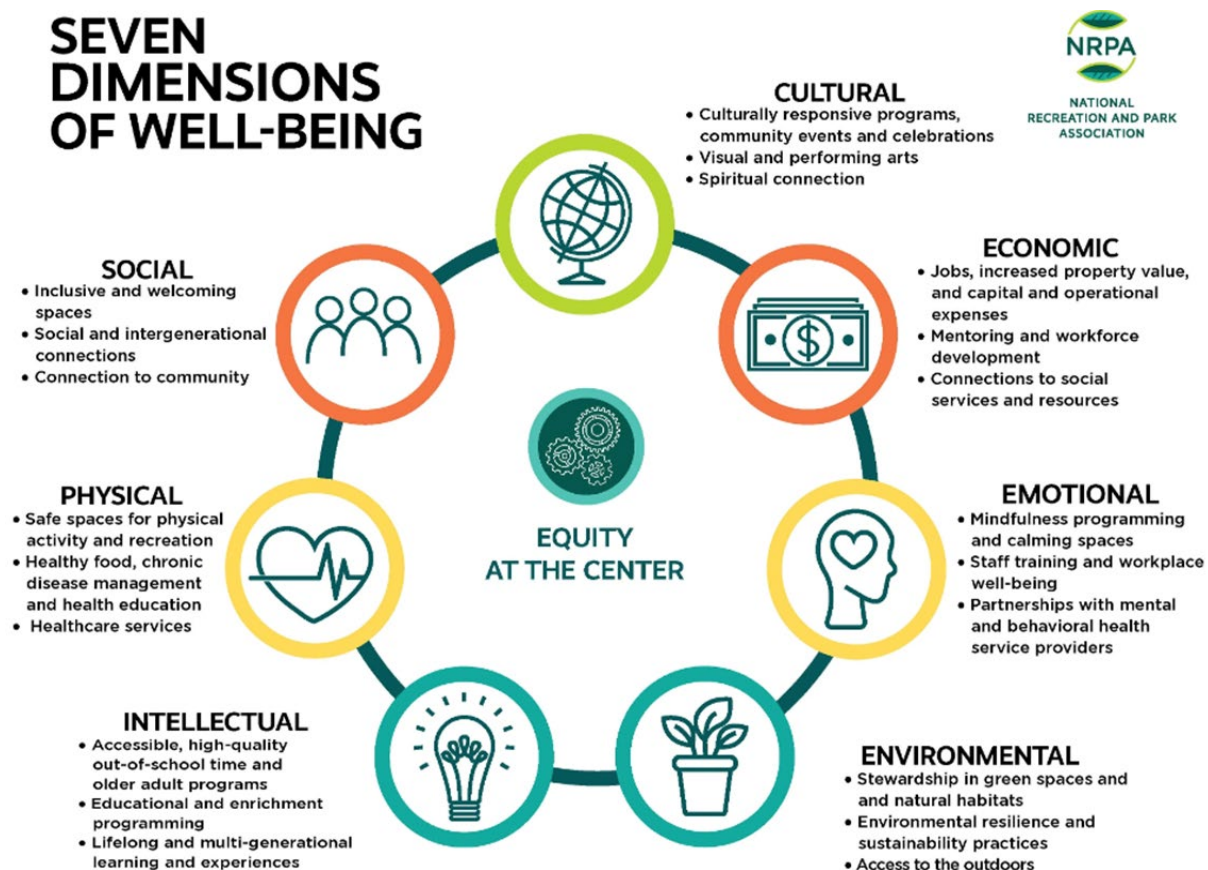 SEVEN
DIMENSIONS
OF WELL-BEING
NRPA
NATIONAL
RECREATION AND PARK
ASSOCIATION
CULTURAL
• Culturally responsive programs,
community events and celebrations
• Visual and performing arts
• Spiritual connection
ECONOMIC
• Jobs, increased property value,
and capital and operational
expenses
• Mentoring and workforce
development
• Connections to social
services and resources
$
EMOTIONAL
• Mindfulness programming
and calming spaces
• Staff training and workplace
well-being
• Partnerships with mental
and behavioral health
service providers
ENVIRONMENTAL
• Stewardship in green spaces and
and natural habitats
• Environmental resilience and
sustainability practices
• Access to the outdoors
INTELLECTUAL
• Accessible, high-quality
out-of-school time and
older adult programs
• Educational and enrichment
programming
• Lifelong and multi-generational
learning and experiences
PHYSICAL
• Safe spaces for physical
activity and recreation
• Healthy food, chronic
disease management
and health education
• Healthcare services
SOCIAL
• Inclusive and welcoming
spaces
• Social and intergenerational
connections
• Connection to community
EQUITY
AT THE CENTER